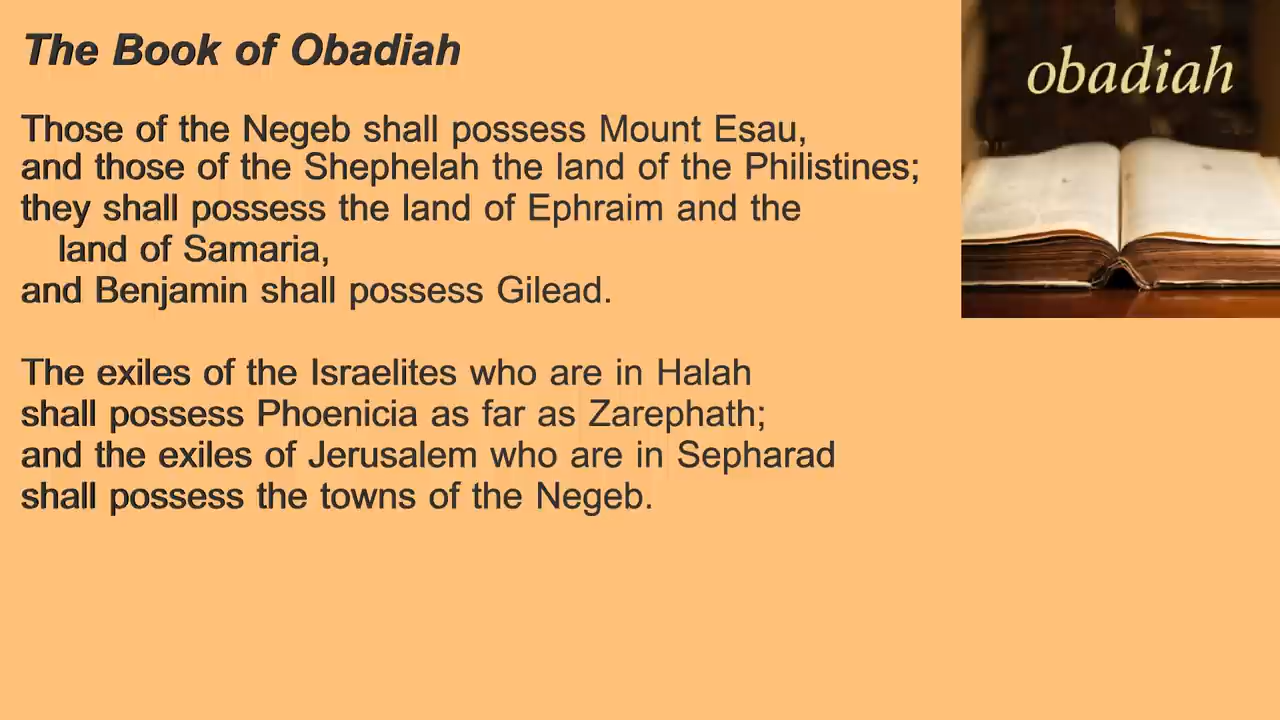 The Book of Obadiah
obadiah
Those of the Negeb shall possess Mount Esau,
and those of the Shephelah the land of the Philistines;
they shall possess the land of Ephraim and the
land of Samaria,
and Benjamin shall possess Gilead.
The exiles of the Israelites who are in Halah
shall possess Phoenicia as far as Zarephath;
and the exiles of Jerusalem who are in Sepharad
shall possess the towns of the Negeb.